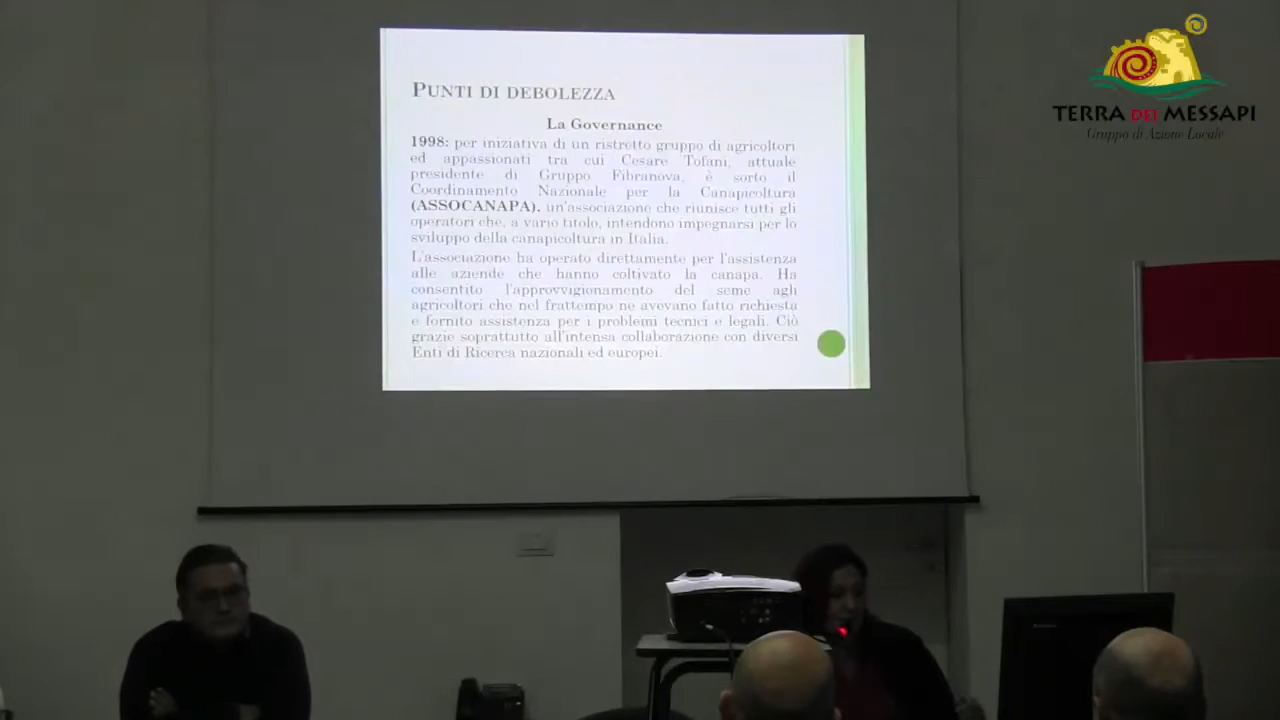 PUNTI DI DEBOLEZZA
La Governance
1998: per iniziativa di un ristretto gruppo di agricoltori
ed appassionati tra cui Cesare Tofani, attuale
presidente di Gruppo Fibranova, è sorto il
Coordinamento Nazionale per la Canapicoltura
(ASSOCANAPA), un'associazione che riunisce tutti gli
operatori che, a vario titolo, intendono impegnarsi per lo
sviluppo della canapicoltura in Italia.
L'associazione ha operato direttamente per l'assistenza
alle aziende che hanno coltivato la canapa. Ha
consentito l'approvvigionamento del seme agli
agricoltori che nel frattempo ne avevano fatto richiesta
e fornito assistenza per i problemi tecnici e legali. Ciò
grazie soprattutto all'intensa collaborazione con diversi
Enti di Ricerca nazionali ed europei.
TERRA DEI MESSAPI
Gruppo di Azione Locale